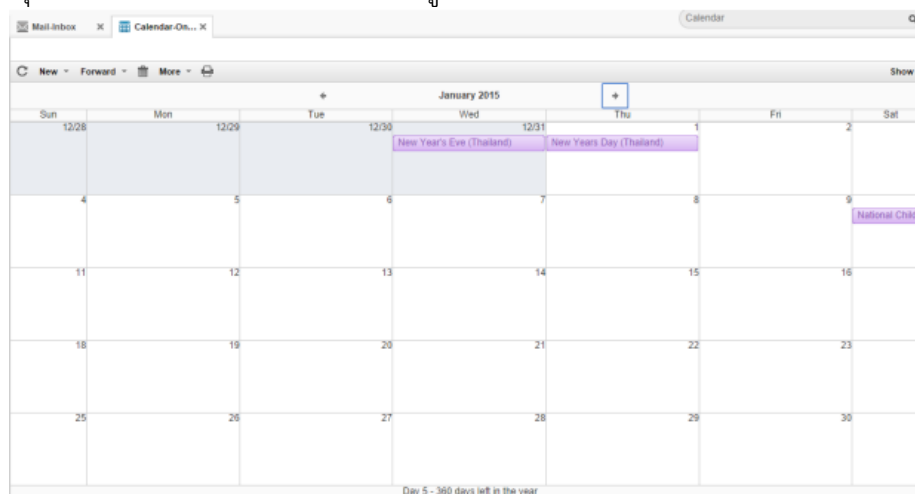 Mail-Inbox X Calendar-On... X Calendar
New Forward More Show
January 2015
Sun Mon Tue Wed Thu Fri Sat
12/28 12/29 12/30 12/31 1 2
New Year's Eve (Thailand) New Years Day (Thailand)
4 5 6 7 8 9
National Child
11 12 13 14 15 16
18 19 20 21 22 23
25 26 27 28 29 30
Day 5 - 360 days left in the year